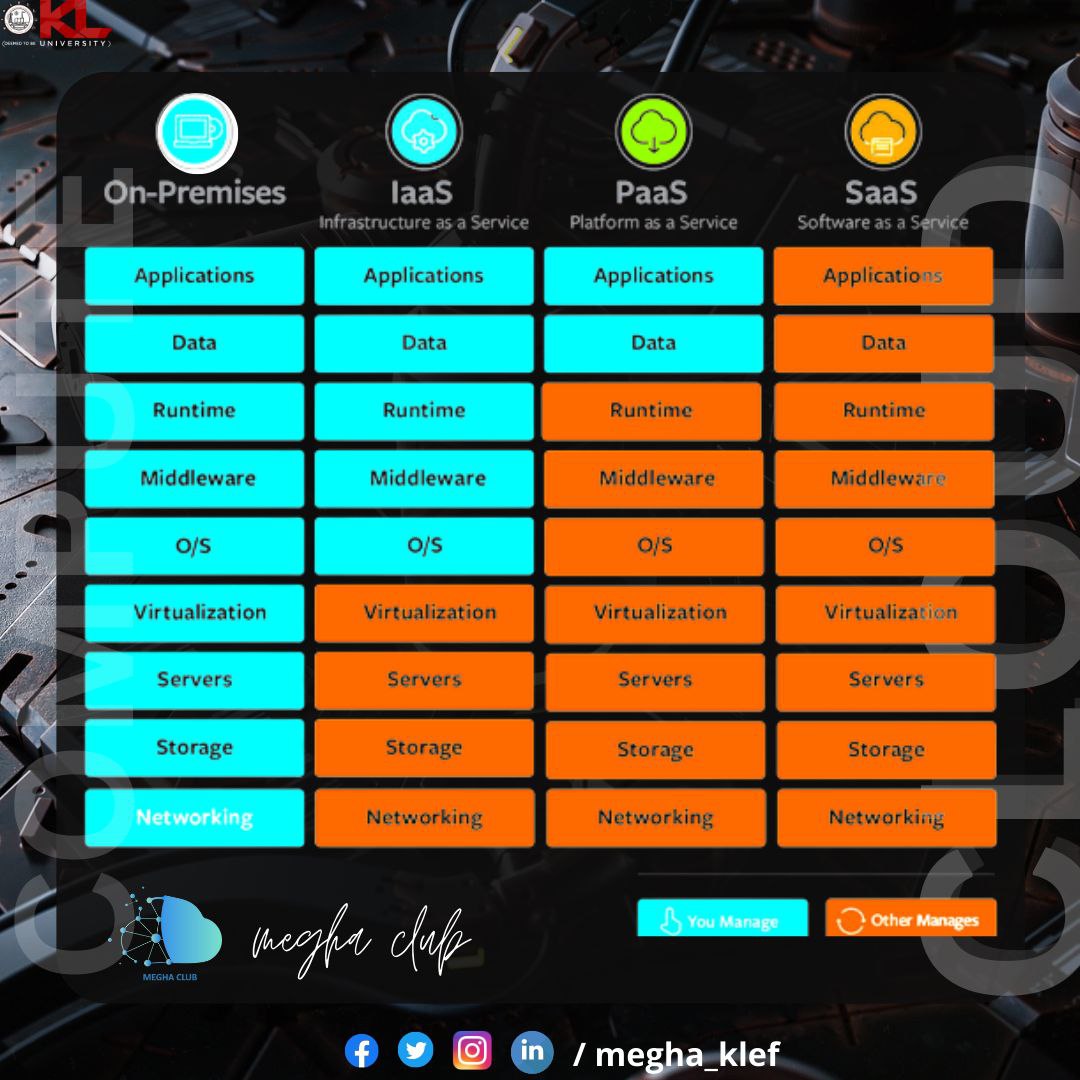 KL
(DEEMED TO BE UNIVERSITY)
COMPUTE
CLOUD
On-Premises IaaS PaaS SaaS
Infrastructure as a Service Platform as a Service Software as a Service
Applications Applications Applications Applications
Data Data Data Data
Runtime Runtime Runtime Runtime
Middleware Middleware Middleware Middleware
O/S O/S O/S O/S
Virtualization Virtualization Virtualization Virtualization
Servers Servers Servers Servers
Storage Storage Storage Storage
Networking Networking Networking Networking
You Manage Other Manages
MEGHA CLUB
megha club
/ megha_klef